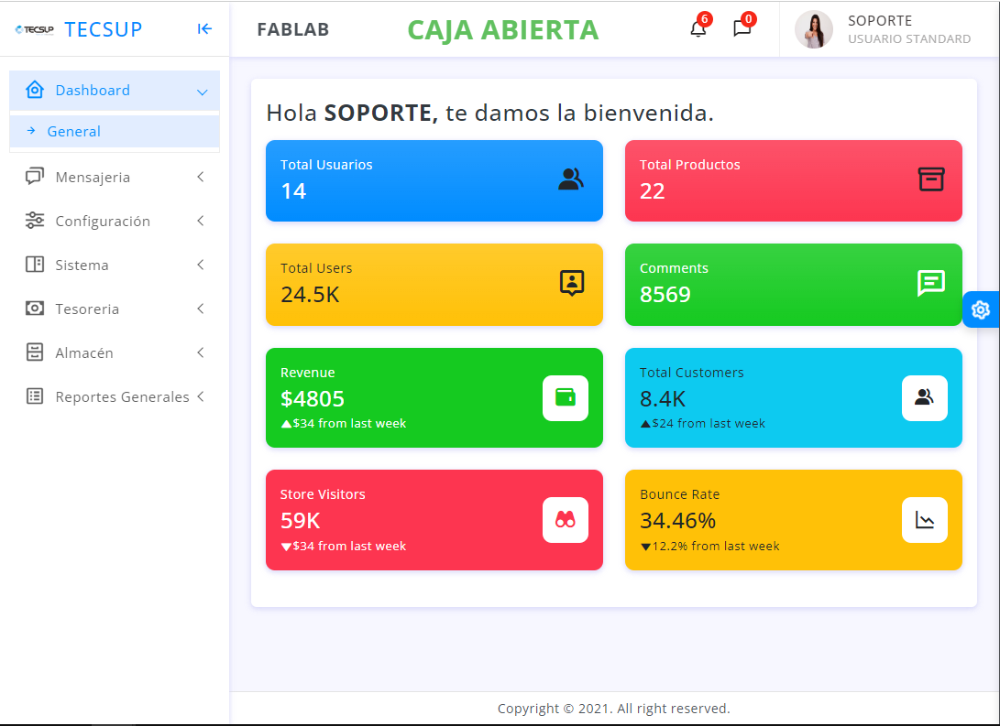 TECSUP TECSUP
FABLAB
CAJA ABIERTA
6
0
SOPORTE
USUARIO STANDARD
Dashboard
General
Mensajeria
Configuración
Sistema
Tesoreria
Almacén
Reportes Generales
Hola SOPORTE, te damos la bienvenida.
Total Usuarios
14
Total Productos
22
Total Users
24.5K
Comments
8569
Revenue
$4805
▲$34 from last week
Total Customers
8.4K
▲$24 from last week
Store Visitors
59K
▼$34 from last week
Bounce Rate
34.46%
▼12.2% from last week
Copyright © 2021. All right reserved.